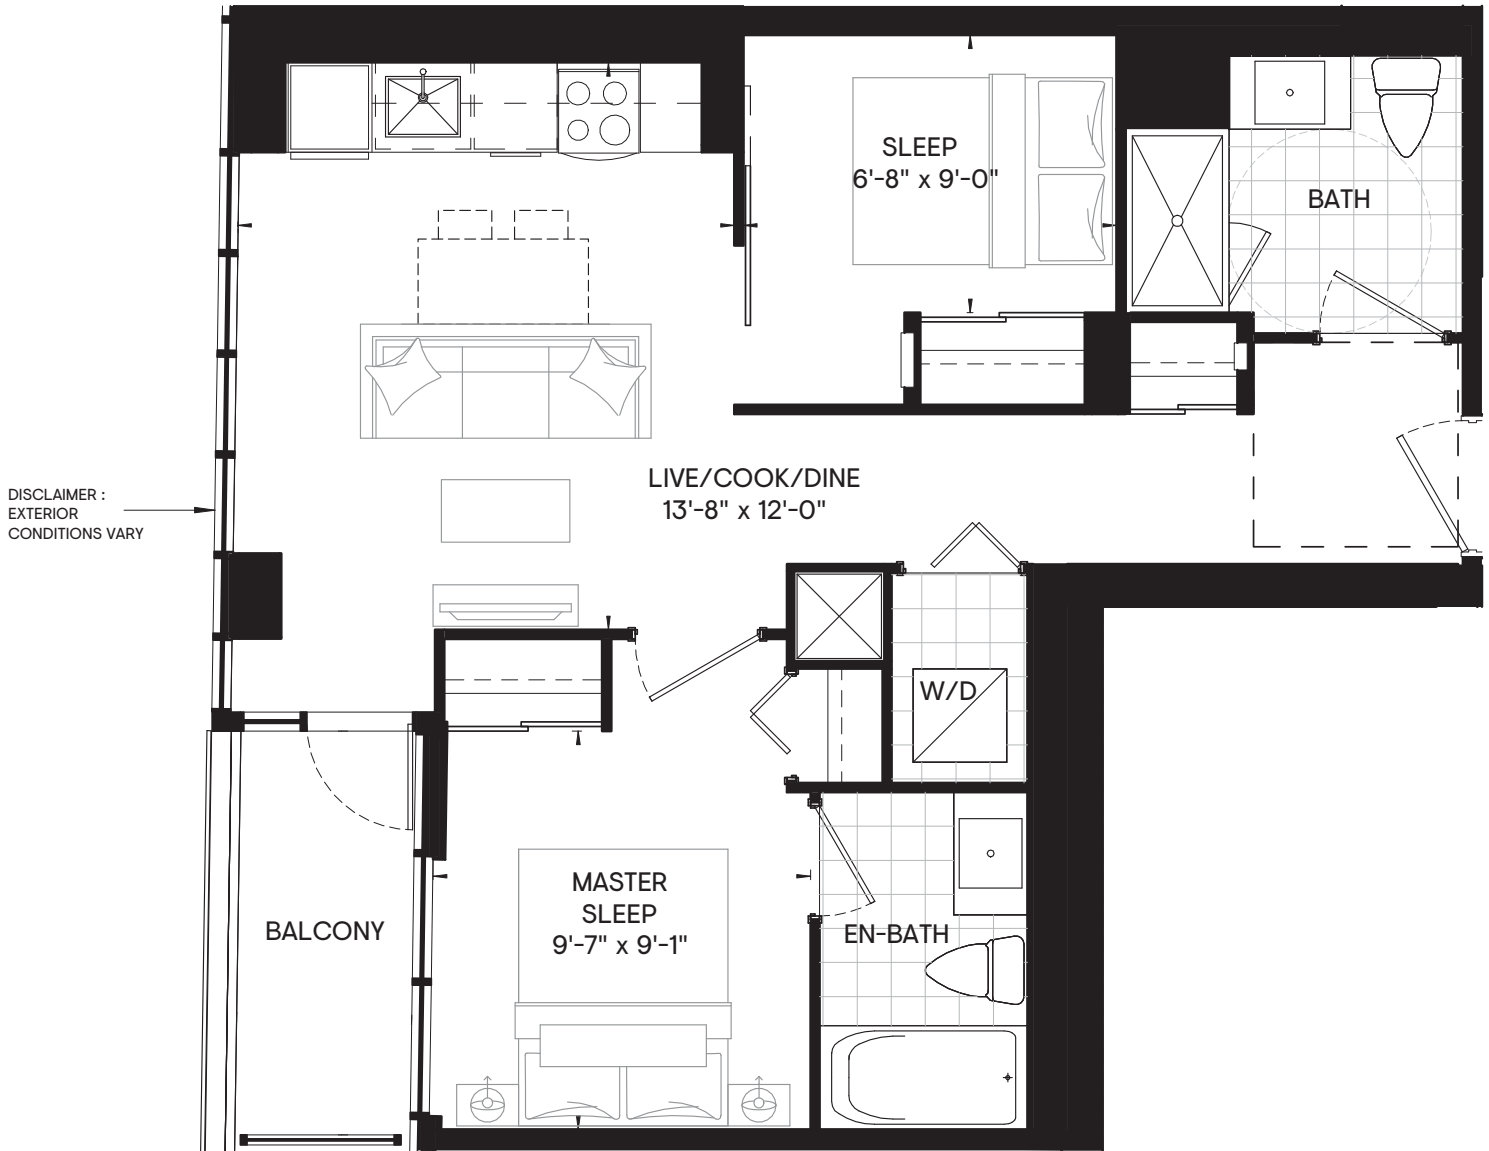 SLEEP
6'-8" x 9'-0"
BATH
LIVE/COOK/DINE
13'-8" x 12'-0"
DISCLAIMER :
EXTERIOR
CONDITIONS VARY
W/D
MASTER
SLEEP
9'-7" x 9'-1"
BALCONY
EN-BATH